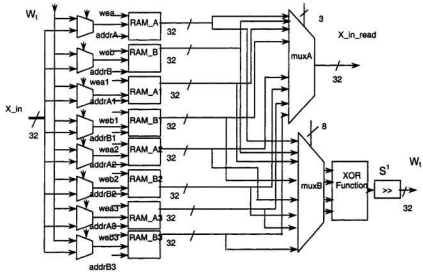 Wt
wea
RAM_A
32
addrA
web
RAM_B
32
addrB
wea1
RAM_A1
32
addrA1
X_in
32
web1
RAM_B1
32
addrB1
wea2
RAM_A2
32
addrA2
web2
RAM_B2
32
addrB2
wea3
RAM_A3
32
addrA3
web3
RAM_B3
32
addrB3
3
muxA
X_in_read
32
8
muxB
XOR
Function
S1
>>
Wt
32